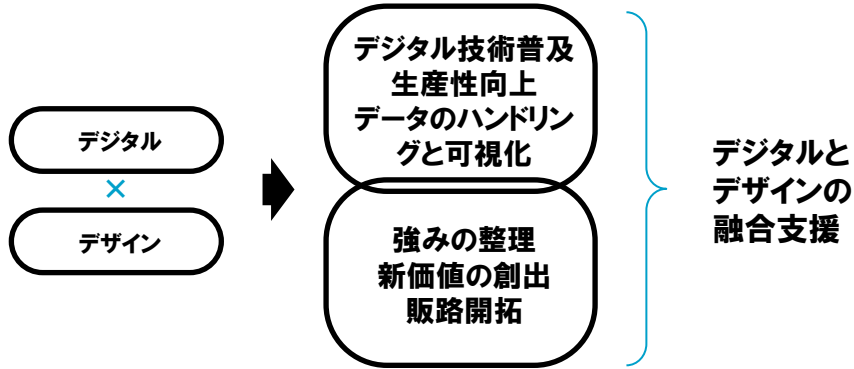 デジタル
×
デザイン
デジタル技術普及
生産性向上
データのハンドリン
グと可視化
強みの整理
新価値の創出
販路開拓
デジタルと
デザインの
融合支援